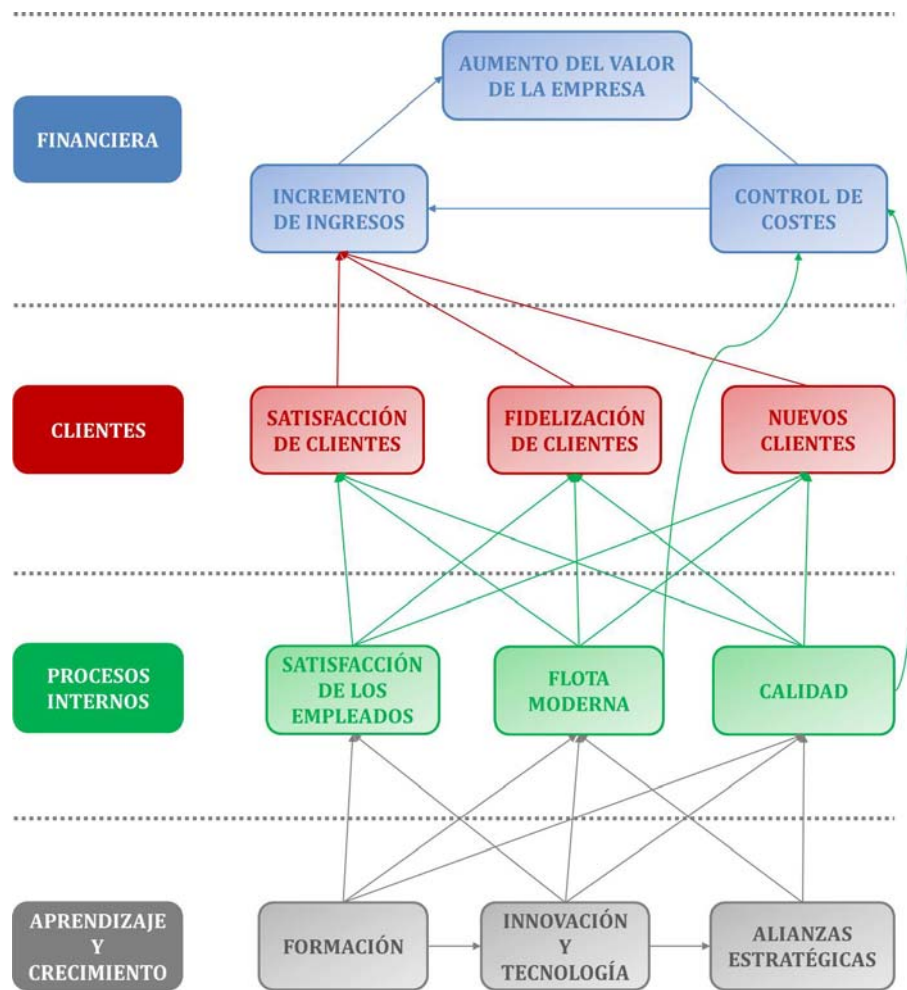 AUMENTO DEL VALOR
DE LA EMPRESA
FINANCIERA
INCREMENTO
DE INGRESOS
CONTROL DE
COSTES
CLIENTES
SATISFACCIÓN
DE CLIENTES
FIDELIZACIÓN
DE CLIENTES
NUEVOS
CLIENTES
PROCESOS
INTERNOS
SATISFACCIÓN
DE LOS
EMPLEADOS
FLOTA
MODERNA
CALIDAD
APRENDIZAJE
Y
CRECIMIENTO
FORMACIÓN
INNOVACIÓN
Y
TECNOLOGÍA
ALIANZAS
ESTRATÉGICAS